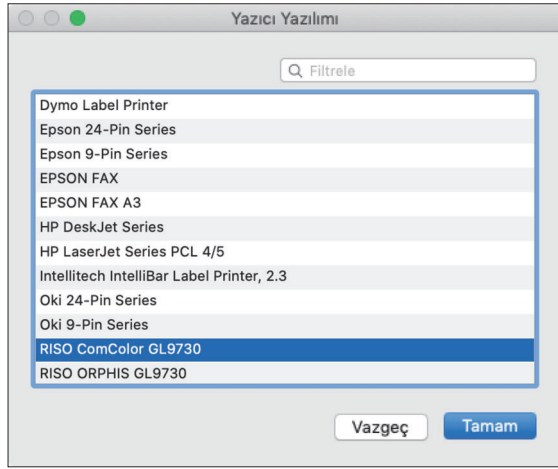 Yazıcı Yazılımı
Filtrele
Dymo Label Printer
Epson 24-Pin Series
Epson 9-Pin Series
EPSON FAX
EPSON FAX A3
HP DeskJet Series
HP LaserJet Series PCL 4/5
Intellitech IntelliBar Label Printer, 2.3
Oki 24-Pin Series
Oki 9-Pin Series
RISO ComColor GL9730
RISO ORPHIS GL9730
Vazgeç Tamam